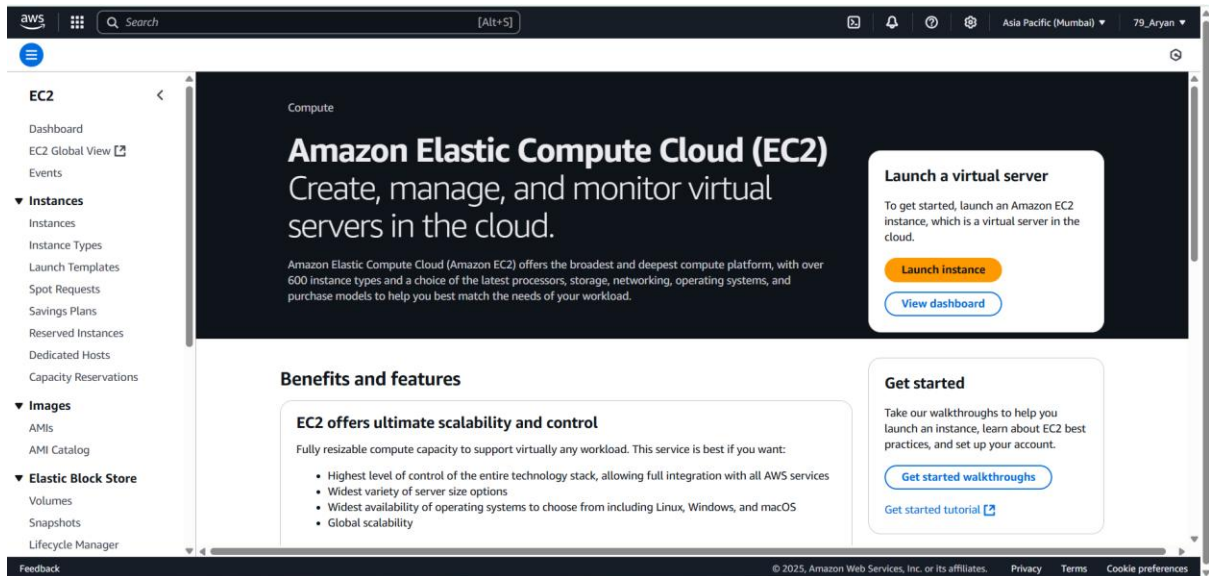 aws
Search [Alt+S]
Asia Pacific (Mumbai) ▼
79_Aryan ▼
EC2
Dashboard
EC2 Global View
Events
▼ Instances
Instances
Instance Types
Launch Templates
Spot Requests
Savings Plans
Reserved Instances
Dedicated Hosts
Capacity Reservations
▼ Images
AMIs
AMI Catalog
▼ Elastic Block Store
Volumes
Snapshots
Lifecycle Manager
Compute
Amazon Elastic Compute Cloud (EC2)
Create, manage, and monitor virtual
servers in the cloud.
Amazon Elastic Compute Cloud (Amazon EC2) offers the broadest and deepest compute platform, with over
600 instance types and a choice of the latest processors, storage, networking, operating systems, and
purchase models to help you best match the needs of your workload.
Launch a virtual server
To get started, launch an Amazon EC2
instance, which is a virtual server in the
cloud.
Launch instance
View dashboard
Benefits and features
EC2 offers ultimate scalability and control
Fully resizable compute capacity to support virtually any workload. This service is best if you want:
• Highest level of control of the entire technology stack, allowing full integration with all AWS services
• Widest variety of server size options
• Widest availability of operating systems to choose from including Linux, Windows, and macOS
• Global scalability
Get started
Take our walkthroughs to help you
launch an instance, learn about EC2 best
practices, and set up your account.
Get started walkthroughs
Get started tutorial
Feedback
© 2025, Amazon Web Services, Inc. or its affiliates.
Privacy
Terms
Cookie preferences